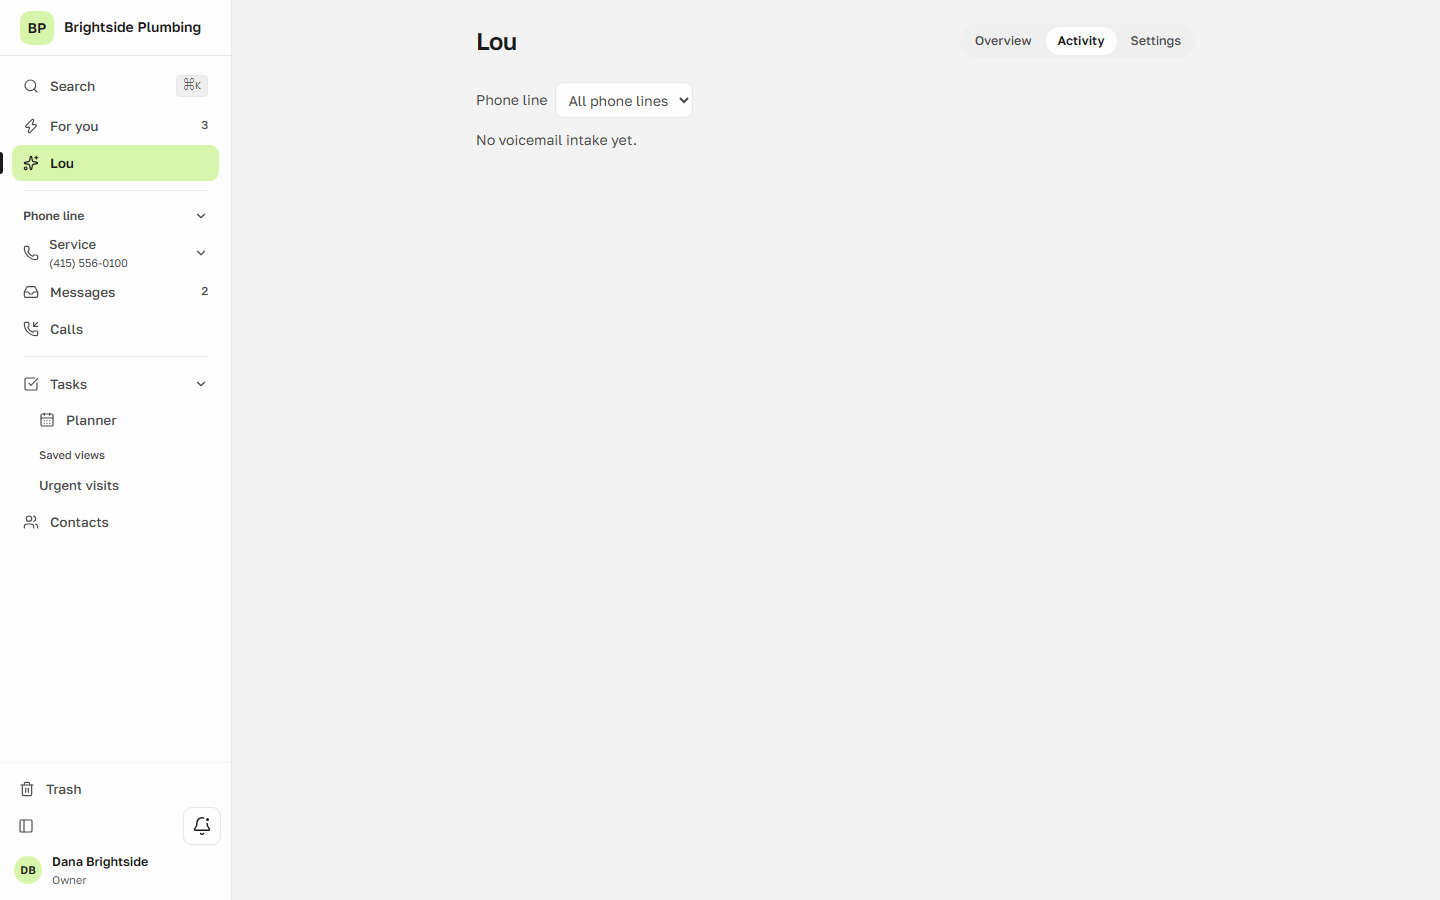 BP Brightside Plumbing
Search ⌘K
For you 3
Lou
Phone line
Service
(415) 556-0100
Messages 2
Calls
Tasks
Planner
Saved views
Urgent visits
Contacts
Trash
DB Dana Brightside
Owner
Lou
Overview Activity Settings
Phone line All phone lines
No voicemail intake yet.